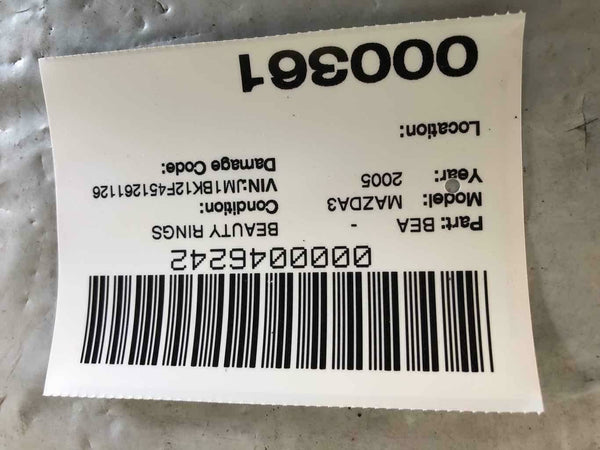 0000046242
Part: BEA - BEAUTY RINGS
Model: MAZDA3 Condition:
Year: 2005 VIN:JM1BK12F451261126
Damage Code:
Location:
000361